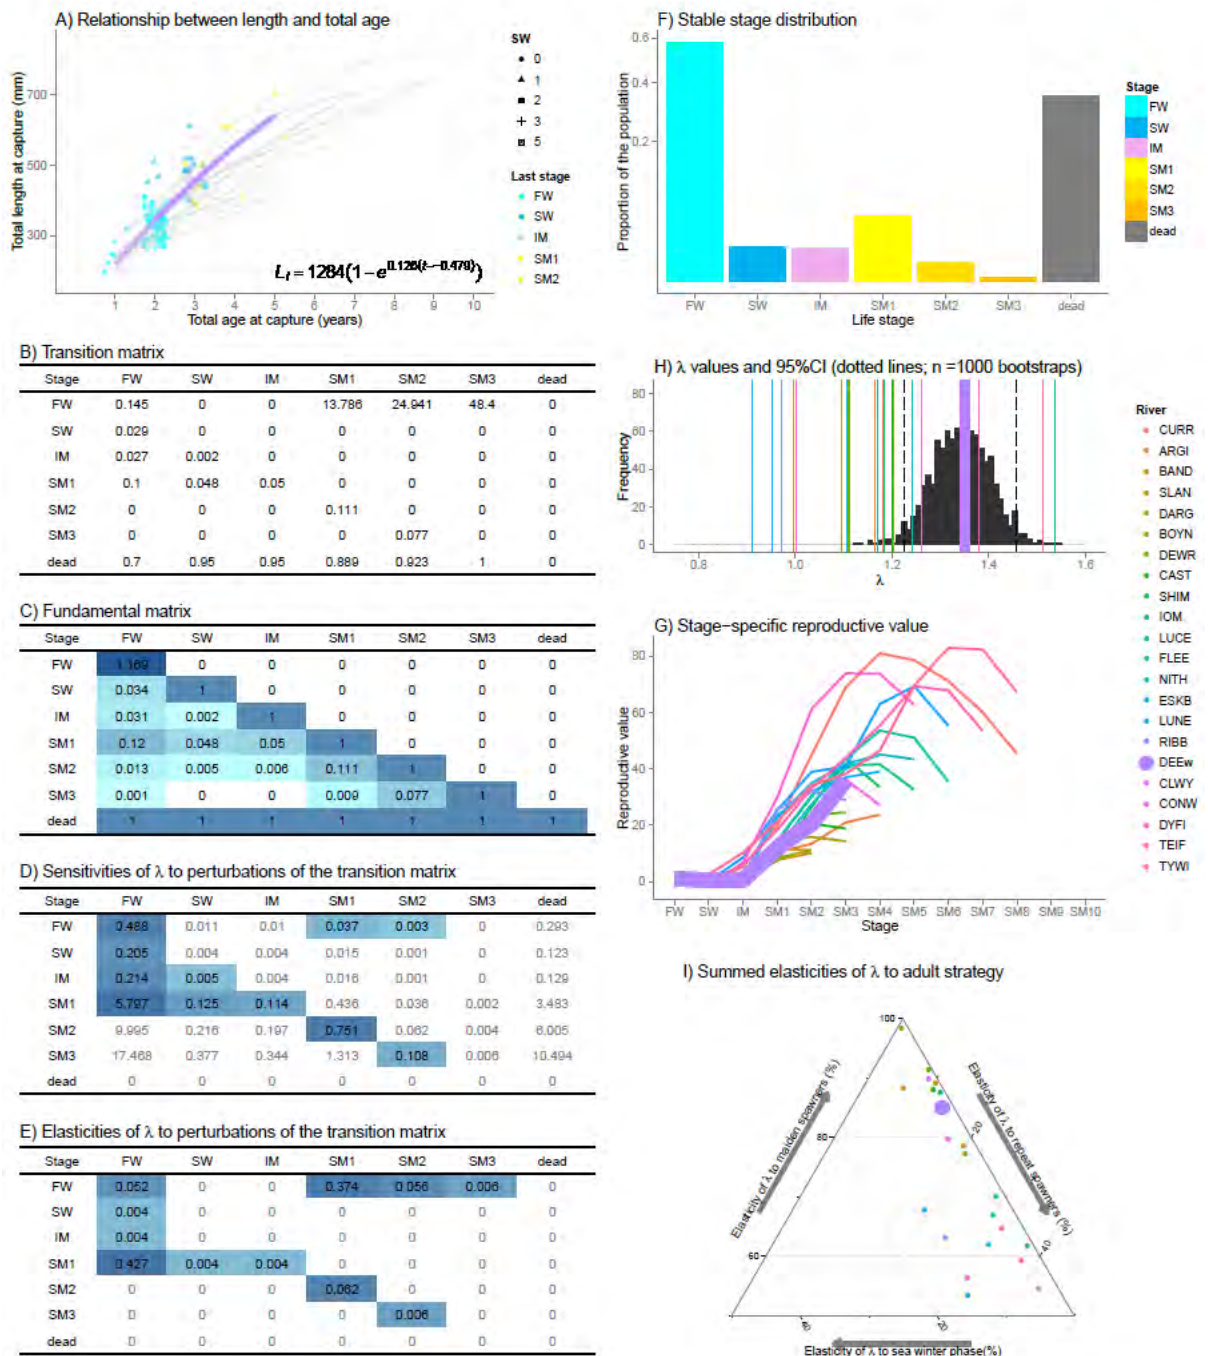 A) Relationship between length and total age
Total length at capture (mm)
700
500
300
1 2 3 4 5 6 7 8 9 10
Total age at capture (years)
SW
0
1
2
3
5
Last stage
FW
SW
IM
SM1
SM2
F) Stable stage distribution
Proportion of the population
0.6
0.4
0.2
FW SW IM SM1 SM2 SM3 dead
Life stage
Stage
FW
SW
IM
SM1
SM2
SM3
dead
B) Transition matrix
Stage FW SW IM SM1 SM2 SM3 dead
FW 0.145 0 0 13.786 24.941 48.4 0
SW 0.029 0 0 0 0 0 0
IM 0.027 0.002 0 0 0 0 0
SM1 0.1 0.048 0.05 0 0 0 0
SM2 0 0 0 0.111 0 0 0
SM3 0 0 0 0 0.077 0 0
dead 0.7 0.95 0.95 0.889 0.923 1 0
C) Fundamental matrix
Stage FW SW IM SM1 SM2 SM3 dead
FW 1.169 0 0 0 0 0 0
SW 0.034 1 0 0 0 0 0
IM 0.031 0.002 1 0 0 0 0
SM1 0.12 0.048 0.05 1 0 0 0
SM2 0.013 0.005 0.006 0.111 1 0 0
SM3 0.001 0 0 0.009 0.077 1 0
dead 1 1 1 1 1 1 1
D) Sensitivities of λ to perturbations of the transition matrix
Stage FW SW IM SM1 SM2 SM3 dead
FW 0.488 0.011 0.01 0.037 0.003 0 0.293
SW 0.205 0.004 0.004 0.015 0.001 0 0.123
IM 0.214 0.005 0.004 0.016 0.001 0 0.129
SM1 5.797 0.125 0.114 0.436 0.036 0.002 3.483
SM2 9.995 0.216 0.197 0.751 0.062 0.004 6.005
SM3 17.468 0.377 0.344 1.313 0.108 0.006 10.494
dead 0 0 0 0 0 0 0
E) Elasticities of λ to perturbations of the transition matrix
Stage FW SW IM SM1 SM2 SM3 dead
FW 0.052 0 0 0.374 0.056 0.006 0
SW 0.004 0 0 0 0 0 0
IM 0.004 0 0 0 0 0 0
SM1 0.427 0.004 0.004 0 0 0 0
SM2 0 0 0 0.062 0 0 0
SM3 0 0 0 0 0.006 0 0
dead 0 0 0 0 0 0 0
H) λ values and 95%CI (dotted lines; n =1000 bootstraps)
Frequency
80
60
40
20
0
0.8 1.0 1.2 1.4 1.6
λ
River
CURR
ARGI
BAND
SLAN
DARG
BOYN
DEWR
CAST
SHIM
IOM
LUCE
FLEE
NITH
ESKB
LUNE
RIBB
DEEw
CLWY
CONW
DYFI
TEIF
TYWI
G) Stage−specific reproductive value
Reproductive value
80
60
40
20
0
FW SW IM SM1 SM2 SM3 SM4 SM5 SM6 SM7 SM8 SM9 SM10
Stage
I) Summed elasticities of λ to adult strategy
100
80
60
20
40
40
20
Elasticity of λ to maiden spawners (%)
Elasticity of λ to repeat spawners (%)
Elasticity of λ to sea winter phase(%)